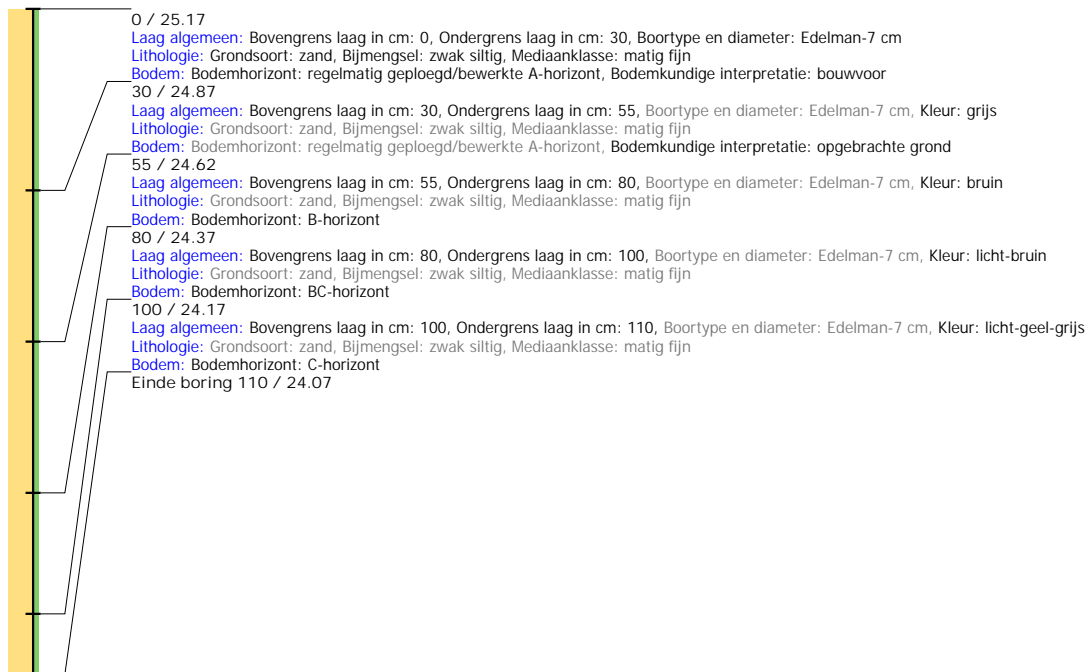 0 / 25.17
Laag algemeen: Bovengrens laag in cm: 0, Ondergrens laag in cm: 30, Boortype en diameter: Edelman-7 cm
Lithologie: Grondsoort: zand, Bijmengsel: zwak siltig, Mediaanklasse: matig fijn
Bodem: Bodemhorizont: regelmatig geploegd/bewerkte A-horizont, Bodemkundige interpretatie: bouwvoor
30 / 24.87
Laag algemeen: Bovengrens laag in cm: 30, Ondergrens laag in cm: 55, Boortype en diameter: Edelman-7 cm, Kleur: grijs
Lithologie: Grondsoort: zand, Bijmengsel: zwak siltig, Mediaanklasse: matig fijn
Bodem: Bodemhorizont: regelmatig geploegd/bewerkte A-horizont, Bodemkundige interpretatie: opgebrachte grond
55 / 24.62
Laag algemeen: Bovengrens laag in cm: 55, Ondergrens laag in cm: 80, Boortype en diameter: Edelman-7 cm, Kleur: bruin
Lithologie: Grondsoort: zand, Bijmengsel: zwak siltig, Mediaanklasse: matig fijn
Bodem: Bodemhorizont: B-horizont
80 / 24.37
Laag algemeen: Bovengrens laag in cm: 80, Ondergrens laag in cm: 100, Boortype en diameter: Edelman-7 cm, Kleur: licht-bruin
Lithologie: Grondsoort: zand, Bijmengsel: zwak siltig, Mediaanklasse: matig fijn
Bodem: Bodemhorizont: BC-horizont
100 / 24.17
Laag algemeen: Bovengrens laag in cm: 100, Ondergrens laag in cm: 110, Boortype en diameter: Edelman-7 cm, Kleur: licht-geel-grijs
Lithologie: Grondsoort: zand, Bijmengsel: zwak siltig, Mediaanklasse: matig fijn
Bodem: Bodemhorizont: C-horizont
Einde boring 110 / 24.07